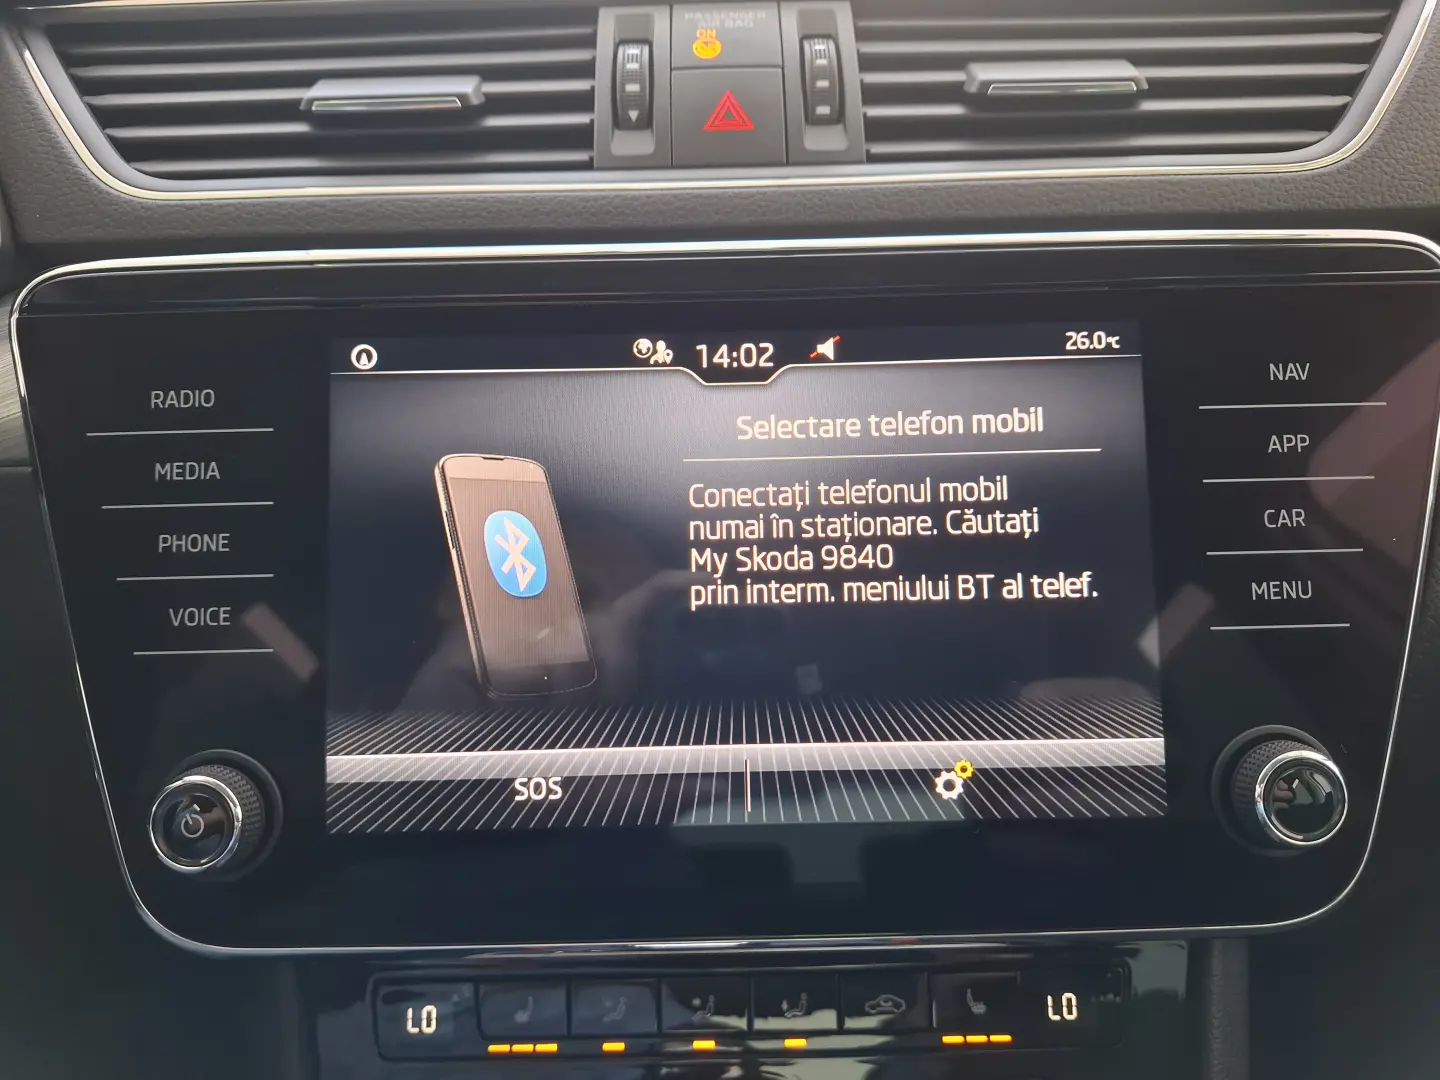 PASSENGER
AIR BAG
ON
14:02
26.0°C
RADIO
MEDIA
PHONE
VOICE
Selectare telefon mobil
Conectați telefonul mobil
numai în staționare. Căutați
My Skoda 9840
prin interm. meniului BT al telef.
SOS
NAV
APP
CAR
MENU
LO
LO